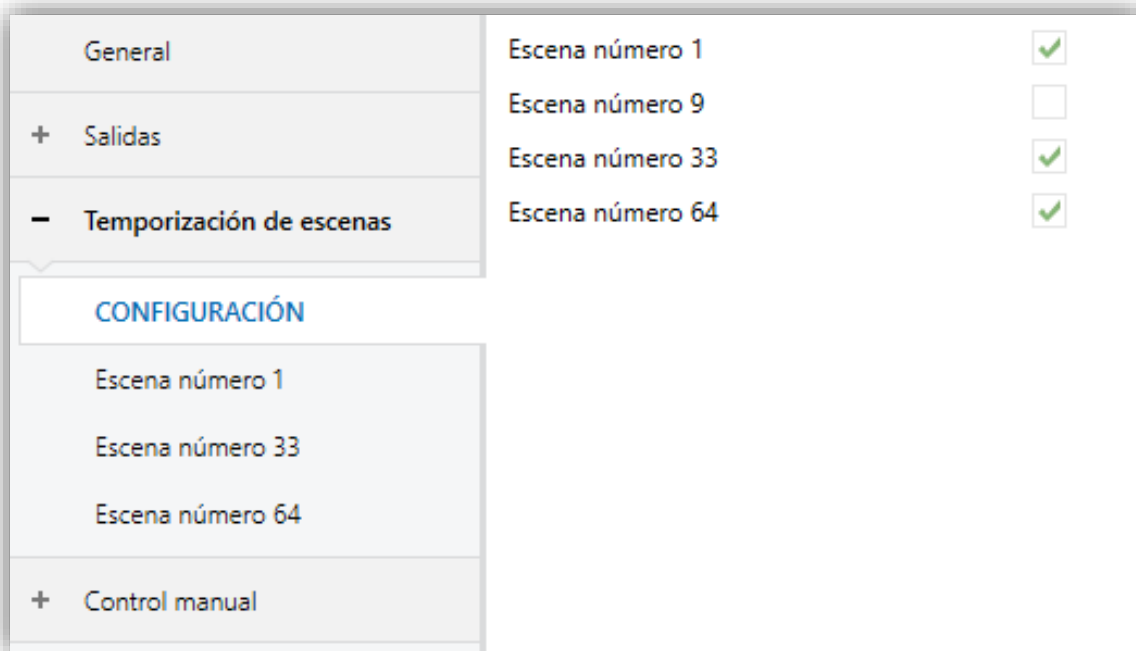 General
+ Salidas
− Temporización de escenas
CONFIGURACIÓN
Escena número 1
Escena número 33
Escena número 64
+ Control manual
Escena número 1
Escena número 9
Escena número 33
Escena número 64